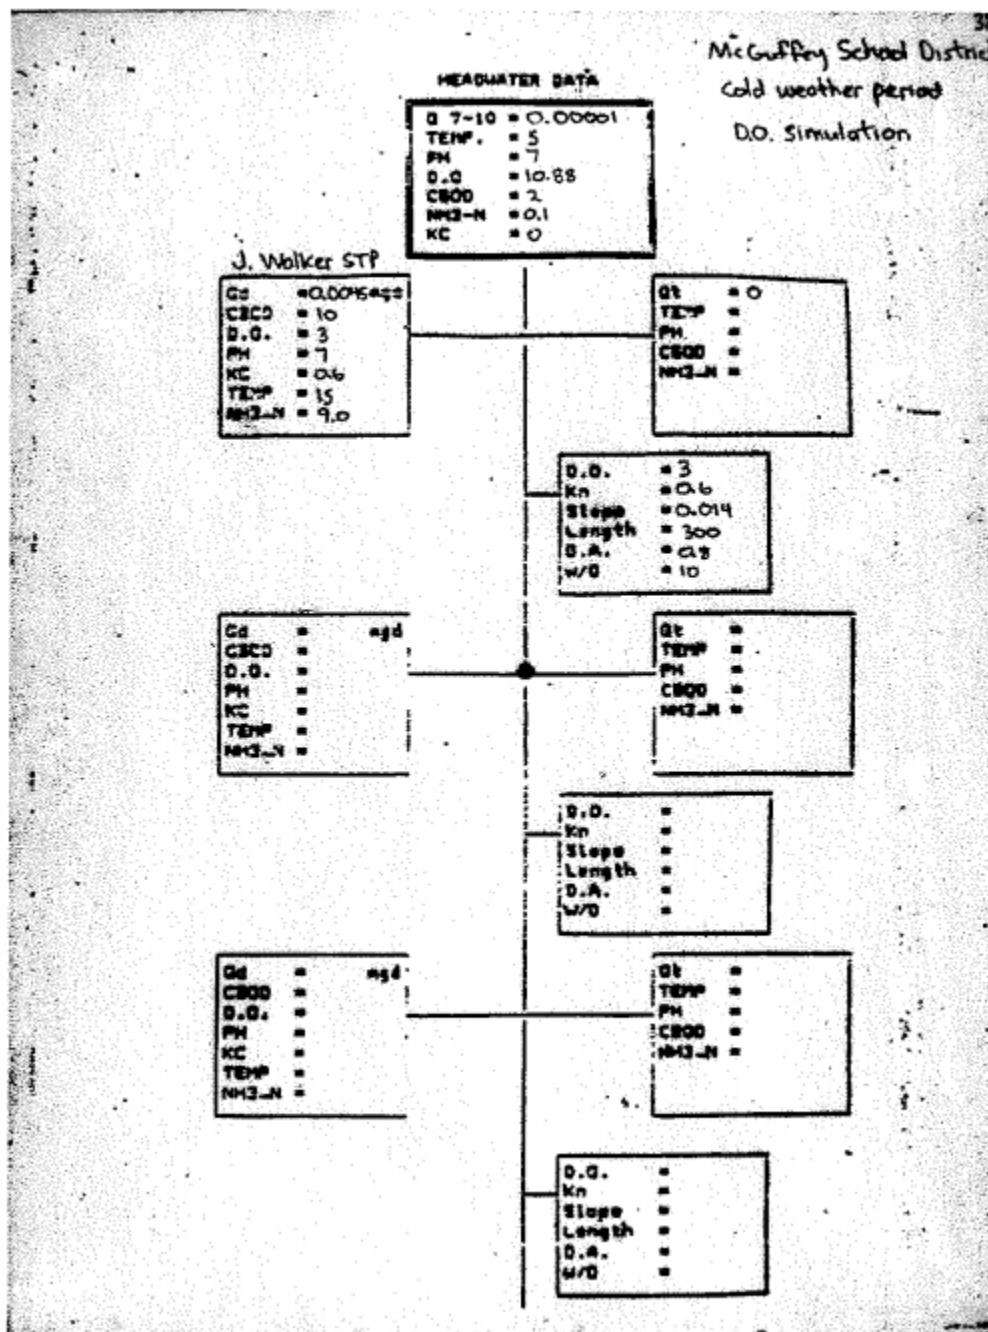 McGuffey School Distric
Cold weather period
D.O. simulation
HEADWATER DATA
Q 7-10 = 0.00001
TEMP. = 5
PH = 7
D.O = 10.88
CBOD = 2
NH3-N = 0.1
KC = 0
J. Walker STP
Qd = 0.0045 mgd
CBOD = 10
D.O. = 3
PH = 7
KC = 0.6
TEMP = 15
NH3-N = 9.0
Qt = 0
TEMP =
PH =
CBOD =
NH3-N =
D.O. = 3
Kn = 0.6
Slope = 0.014
Length = 300
D.A. = 0.8
W/D = 10
Qd = mgd
CBOD =
D.O. =
PH =
KC =
TEMP =
NH3-N =
Qt =
TEMP =
PH =
CBOD =
NH3-N =
D.O. =
Kn =
Slope =
Length =
D.A. =
W/D =
Qd = mgd
CBOD =
D.O. =
PH =
KC =
TEMP =
NH3-N =
Qt =
TEMP =
PH =
CBOD =
NH3-N =
D.O. =
Kn =
Slope =
Length =
D.A. =
W/D =